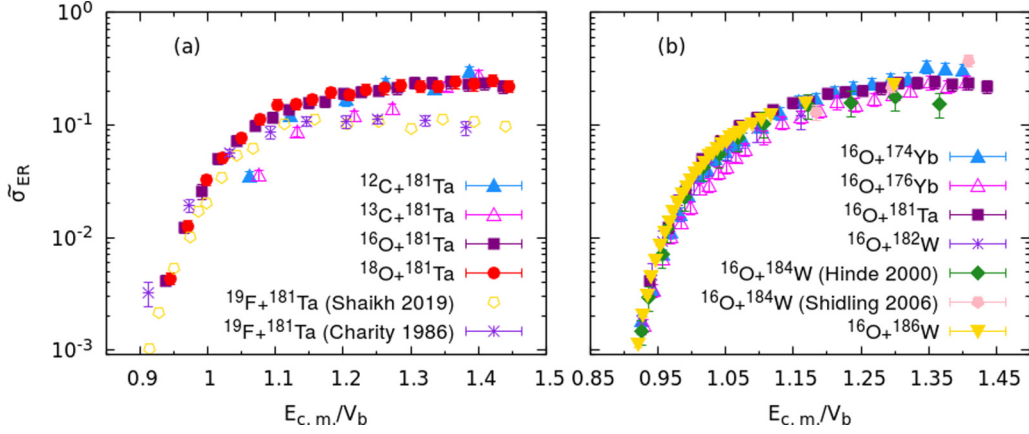 (a)
(b)
10⁰
10⁻¹
10⁻²
10⁻³
σ̃ER
¹²C+¹⁸¹Ta
¹³C+¹⁸¹Ta
¹⁶O+¹⁸¹Ta
¹⁸O+¹⁸¹Ta
¹⁹F+¹⁸¹Ta (Shaikh 2019)
¹⁹F+¹⁸¹Ta (Charity 1986)
¹⁶O+¹⁷⁴Yb
¹⁶O+¹⁷⁶Yb
¹⁶O+¹⁸¹Ta
¹⁶O+¹⁸²W
¹⁶O+¹⁸⁴W (Hinde 2000)
¹⁶O+¹⁸⁴W (Shidling 2006)
¹⁶O+¹⁸⁶W
0.9 1 1.1 1.2 1.3 1.4 1.5
0.85 0.95 1.05 1.15 1.25 1.35 1.45
Ec. m./Vb
Ec. m./Vb